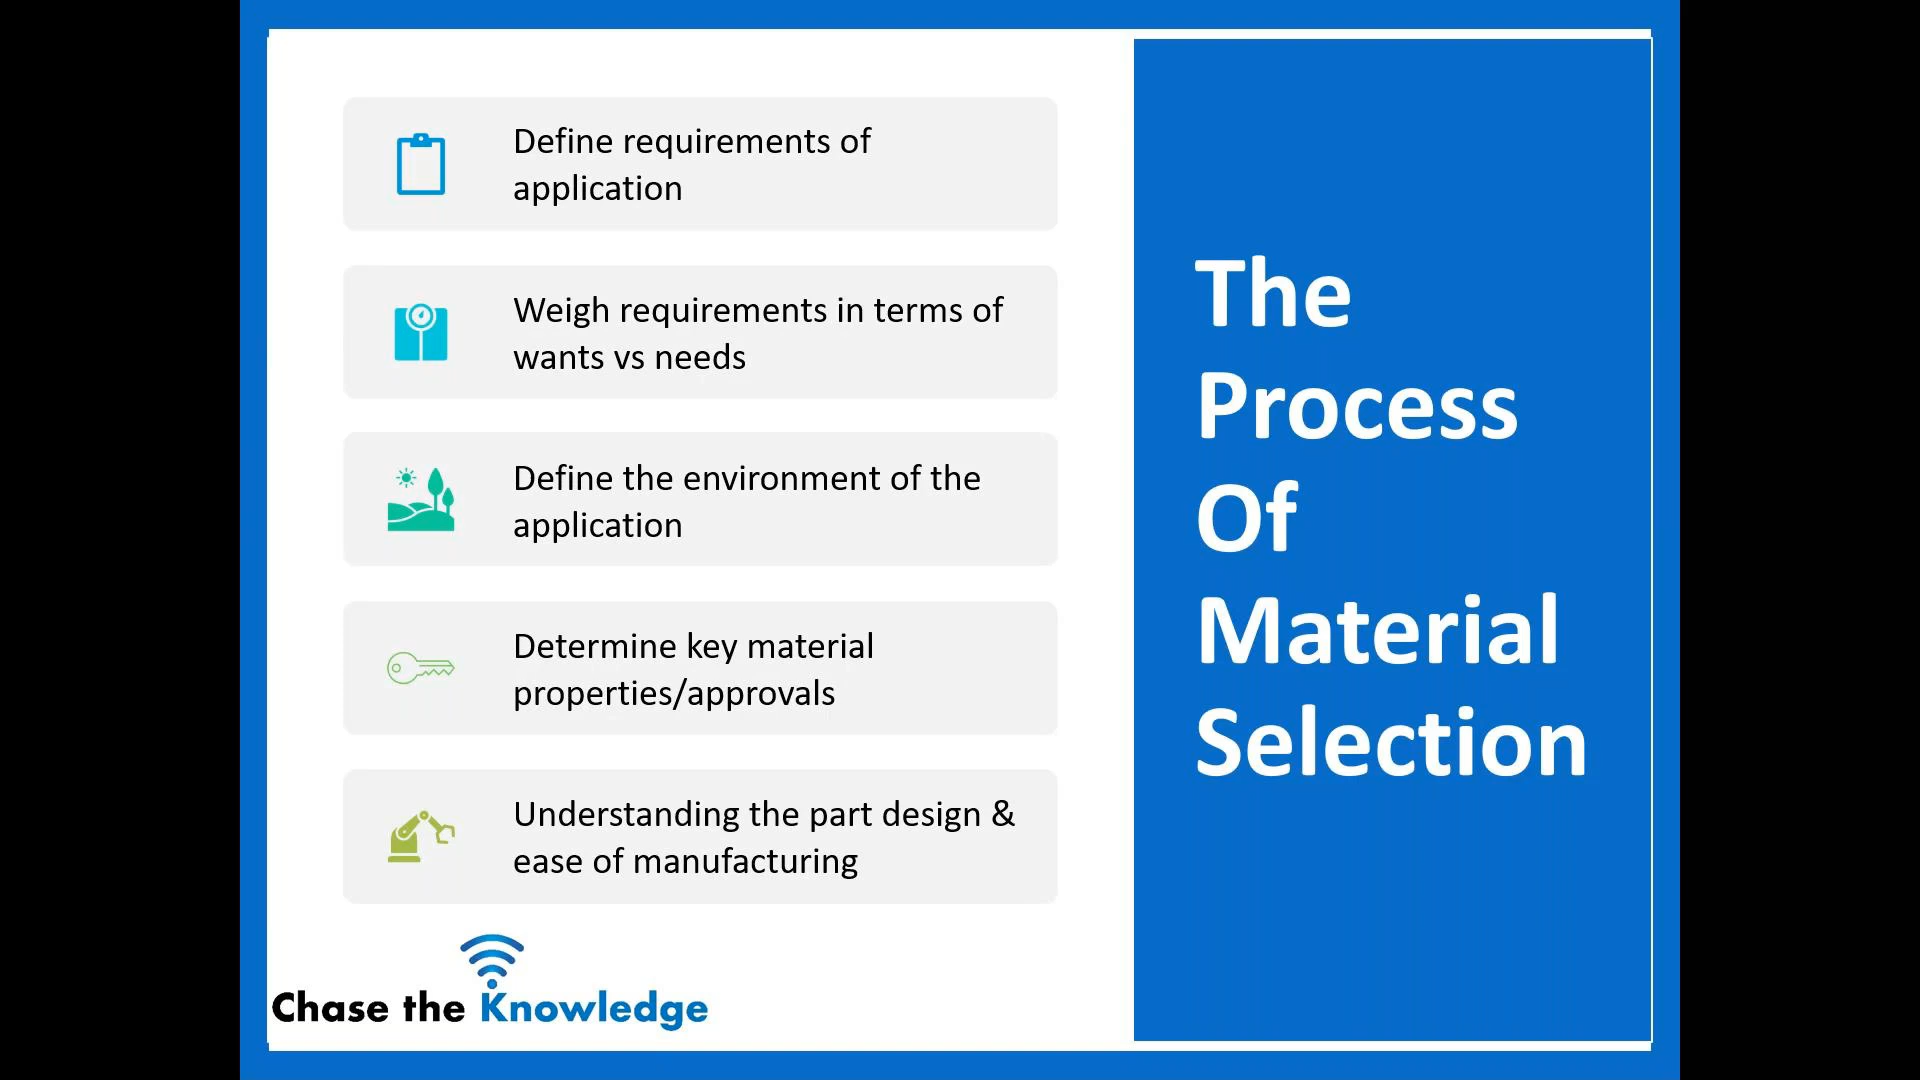 Define requirements of
application
Weigh requirements in terms of
wants vs needs
Define the environment of the
application
Determine key material
properties/approvals
Understanding the part design &
ease of manufacturing
The
Process
Of
Material
Selection
Chase the Knowledge